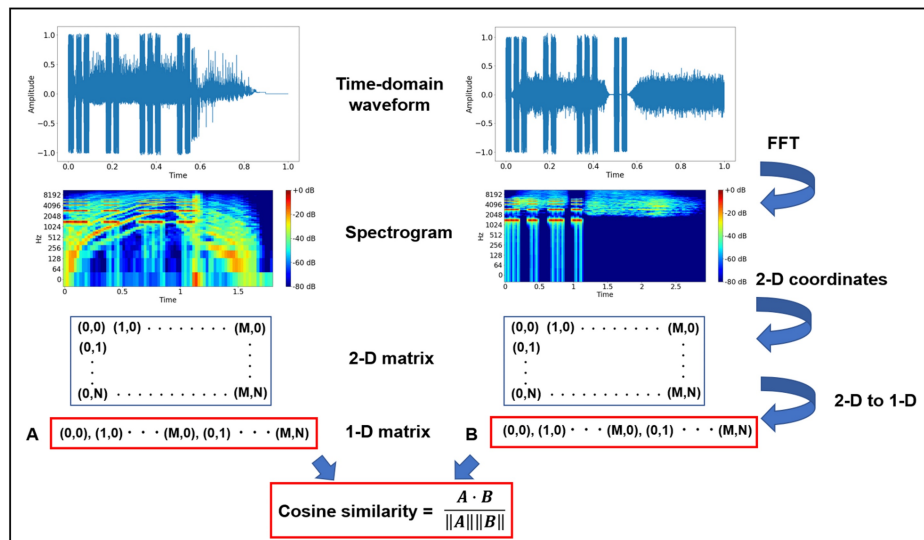 1.0
0.5
0.0
−0.5
−1.0
Amplitude
0.0 0.2 0.4 0.6 0.8 1.0
Time
Time-domain
waveform
1.0
0.5
0.0
−0.5
−1.0
Amplitude
0.0 0.2 0.4 0.6 0.8 1.0
Time
FFT
8192
4096
2048
1024
512
256
128
64
0
Hz
0 0.5 1 1.5
Time
+0 dB
-20 dB
-40 dB
-60 dB
-80 dB
Spectrogram
8192
4096
2048
1024
512
256
128
64
0
Hz
0 0.5 1 1.5 2 2.5
Time
+0 dB
-20 dB
-40 dB
-60 dB
-80 dB
2-D coordinates
(0,0) (1,0) · · · · · · · · (M,0)
(0,1)
(0,N) · · · · · · · · · · · (M,N)
2-D matrix
(0,0) (1,0) · · · · · · · · (M,0)
(0,1)
(0,N) · · · · · · · · · · · (M,N)
2-D to 1-D
A (0,0), (1,0) · · · · (M,0), (0,1) · · · · (M,N)
1-D matrix
B (0,0), (1,0) · · · · (M,0), (0,1) · · · · (M,N)
Cosine similarity = A · B
‖A‖‖B‖